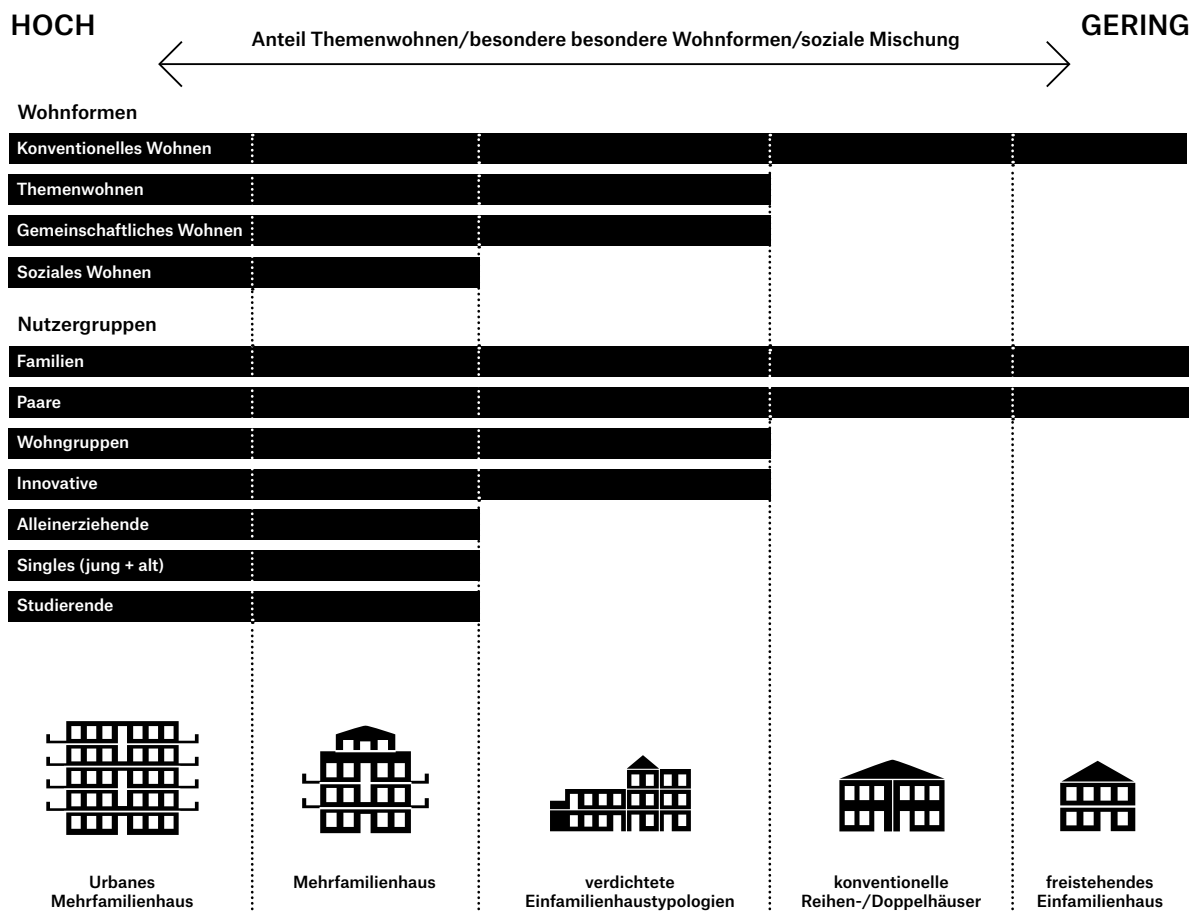 HOCH
GERING
Anteil Themenwohnen/besondere besondere Wohnformen/soziale Mischung
Wohnformen
Konventionelles Wohnen
Themenwohnen
Gemeinschaftliches Wohnen
Soziales Wohnen
Nutzergruppen
Familien
Paare
Wohngruppen
Innovative
Alleinerziehende
Singles (jung + alt)
Studierende
Urbanes
Mehrfamilienhaus
Mehrfamilienhaus
verdichtete
Einfamilienhaustypologien
konventionelle
Reihen-/Doppelhäuser
freistehendes
Einfamilienhaus